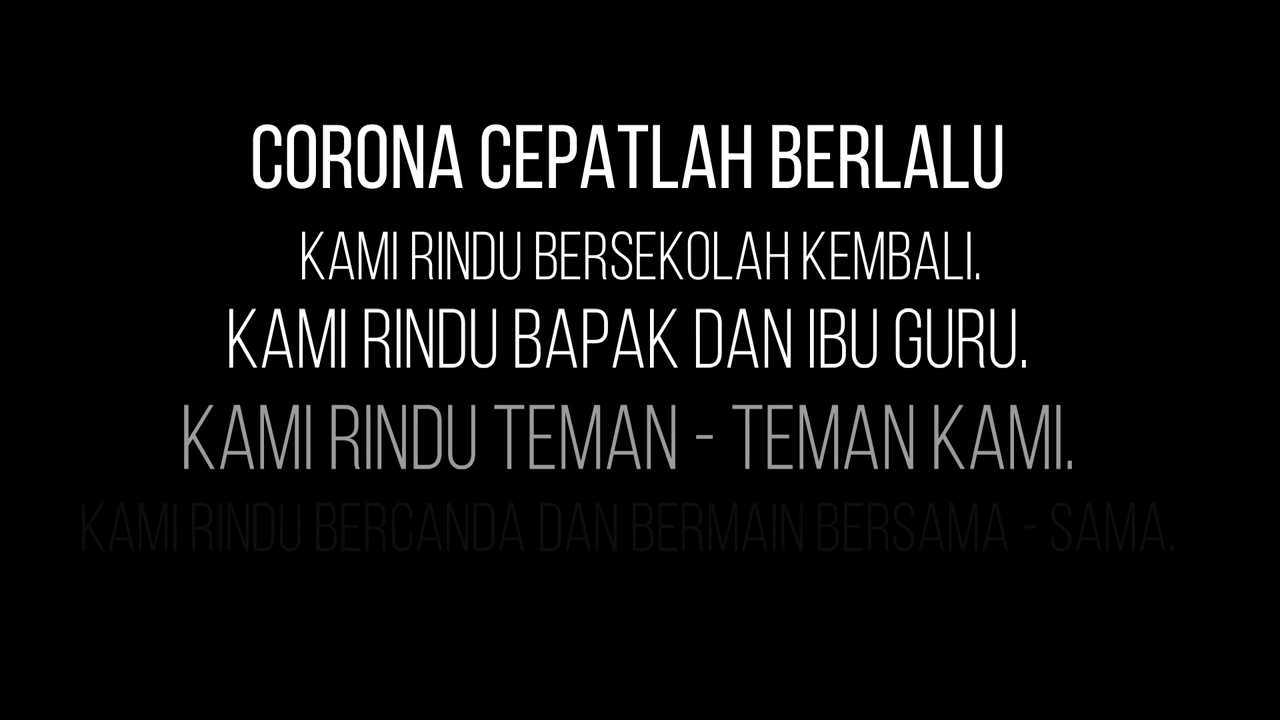 CORONA CEPATLAH BERLALU
KAMI RINDU BERSEKOLAH KEMBALI.
KAMI RINDU BAPAK DAN IBU GURU.
KAMI RINDU TEMAN - TEMAN KAMI.
KAMI RINDU BERCANDA DAN BERMAIN BERSAMA - SAMA.